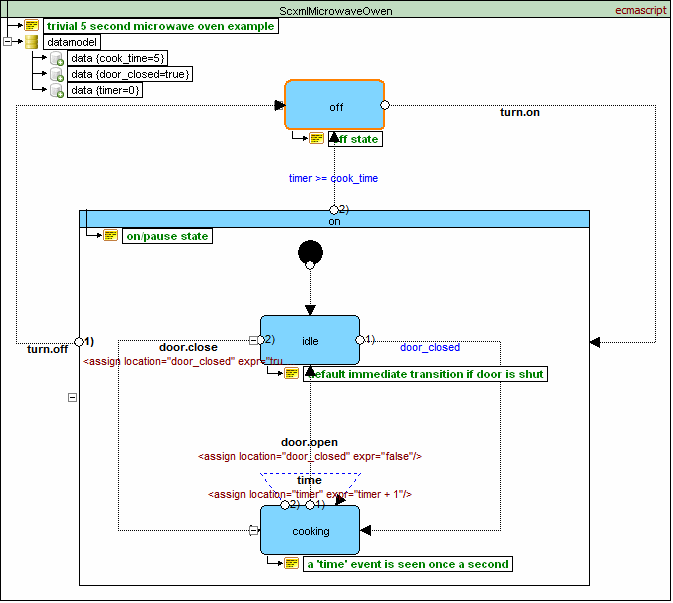 ScxmlMicrowaveOwen
ecmascript
trivial 5 second microwave oven example
datamodel
data {cook_time=5}
data {door_closed=true}
data {timer=0}
off
turn.on
off state
timer >= cook_time
2)
on
on/pause state
1)
turn.off
door.close
2)
idle
1)
door_closed
<assign location="door_closed" expr="tru
default immediate transition if door is shut
door.open
<assign location="door_closed" expr="false"/>
time
<assign location="timer" expr="timer + 1"/>
2)
1)
cooking
a 'time' event is seen once a second